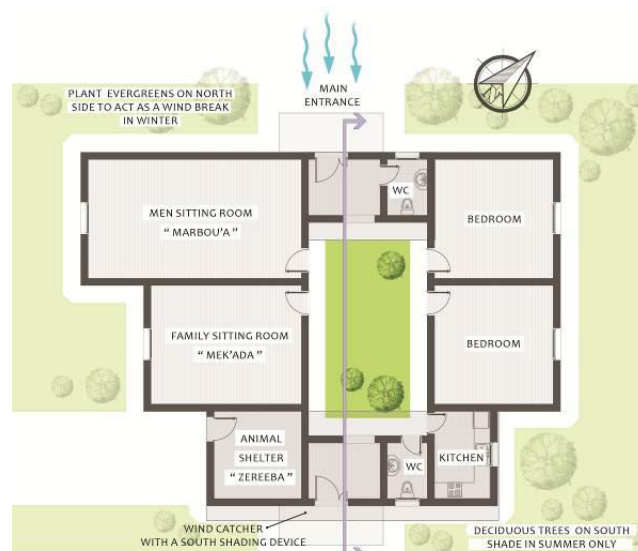 PLANT EVERGREENS ON NORTH
SIDE TO ACT AS A WIND BREAK
IN WINTER
MAIN
ENTRANCE
WC
MEN SITTING ROOM
“ MARBOU'A ”
BEDROOM
FAMILY SITTING ROOM
“ MEK'ADA ”
BEDROOM
ANIMAL
SHELTER
“ ZEREEBA ”
WC
KITCHEN
WIND CATCHER
WITH A SOUTH SHADING DEVICE
DECIDUOUS TREES ON SOUTH
SHADE IN SUMMER ONLY